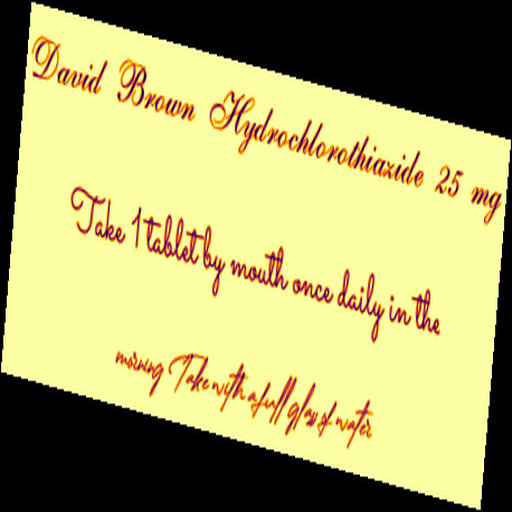 David Brown Hydrochlorothiazide 25 mg
Take 1 tablet by mouth once daily in the
morning Take with a full glass of water